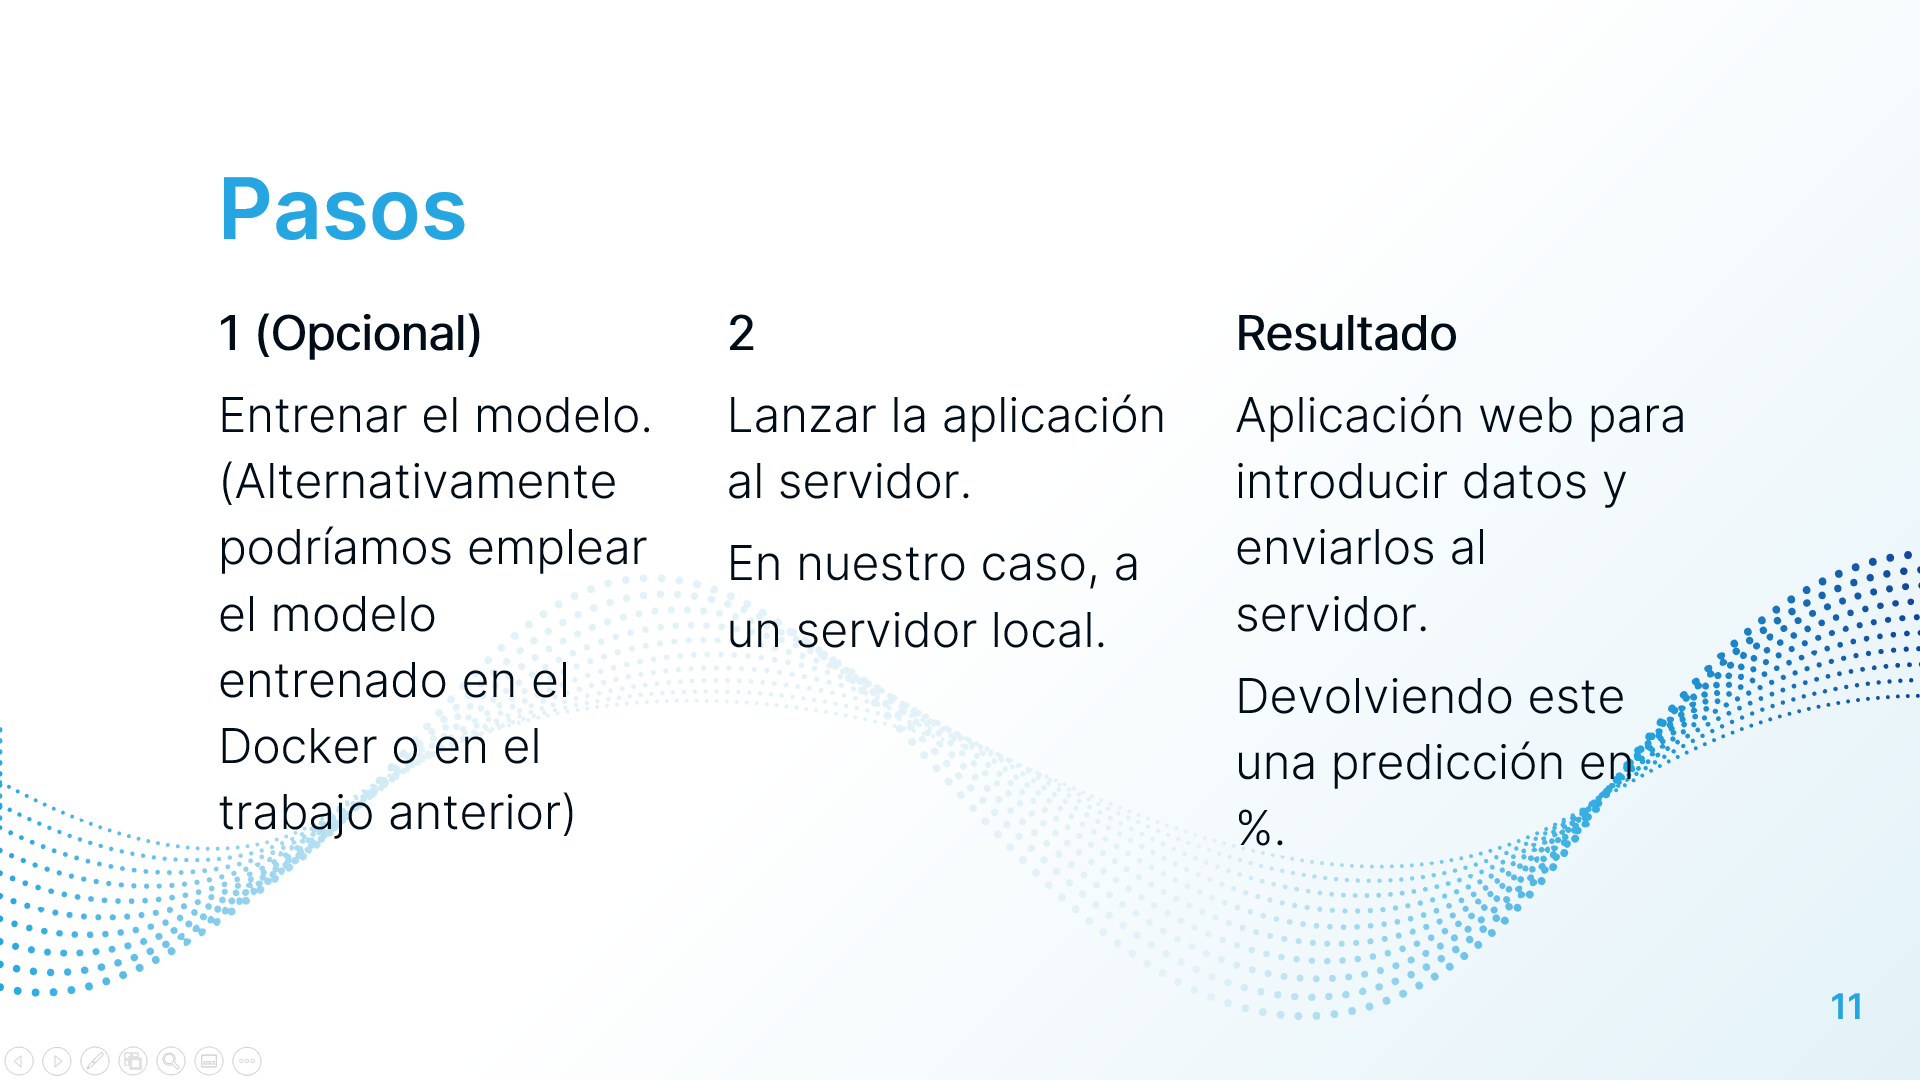 Pasos
1 (Opcional)
Entrenar el modelo.
(Alternativamente
podríamos emplear
el modelo
entrenado en el
Docker o en el
trabajo anterior)
2
Lanzar la aplicación
al servidor.
En nuestro caso, a
un servidor local.
Resultado
Aplicación web para
introducir datos y
enviarlos al
servidor.
Devolviendo este
una predicción en
%.
11